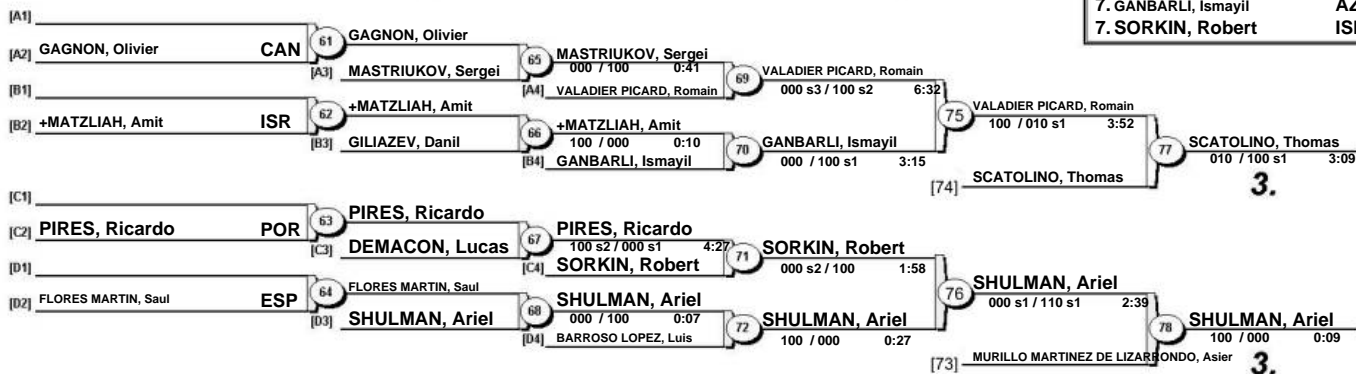 7. GANBARLI, Ismayil
7. SORKIN, Robert
[A1]
[A2] GAGNON, Olivier CAN
61
GAGNON, Olivier
[A3] MASTRIUKOV, Sergei
65
MASTRIUKOV, Sergei
000 / 100 0:41
[A4] VALADIER PICARD, Romain
69
VALADIER PICARD, Romain
000 s3 / 100 s2 6:32
[B1]
[B2] +MATZLIAH, Amit ISR
62
+MATZLIAH, Amit
[B3] GILIAZEV, Danil
66
+MATZLIAH, Amit
100 / 000 0:10
[B4] GANBARLI, Ismayil
70
GANBARLI, Ismayil
000 / 100 s1 3:15
75
VALADIER PICARD, Romain
100 / 010 s1 3:52
[74] SCATOLINO, Thomas
77
SCATOLINO, Thomas
010 / 100 s1 3:09
3.
[C1]
[C2] PIRES, Ricardo POR
63
PIRES, Ricardo
[C3] DEMACON, Lucas
67
PIRES, Ricardo
100 s2 / 000 s1 4:27
[C4] SORKIN, Robert
71
SORKIN, Robert
000 s2 / 100 1:58
[D1]
[D2] FLORES MARTIN, Saul ESP
64
FLORES MARTIN, Saul
[D3] SHULMAN, Ariel
68
SHULMAN, Ariel
000 / 100 0:07
[D4] BARROSO LOPEZ, Luis
72
SHULMAN, Ariel
100 / 000 0:27
76
SHULMAN, Ariel
000 s1 / 110 s1 2:39
[73] MURILLO MARTINEZ DE LIZARRONDO, Asier
78
SHULMAN, Ariel
100 / 000 0:09
3.